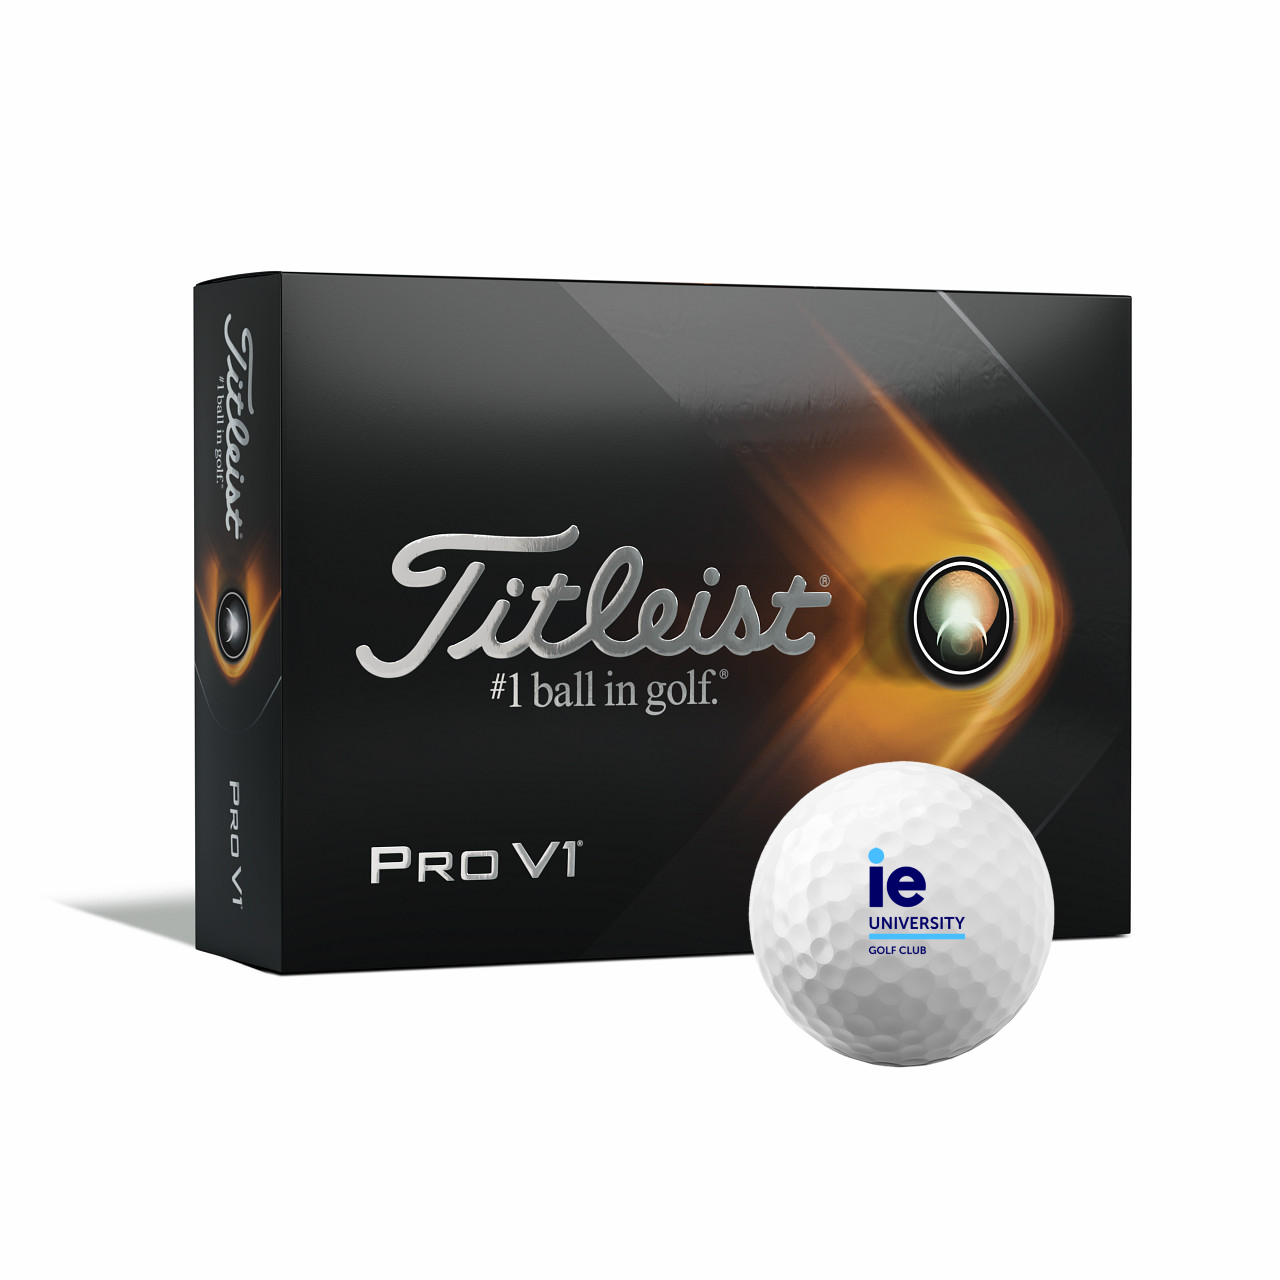 Titleist
#1 ball in golf.
PRO V1
Titleist®
#1 ball in golf.®
PRO V1®
ie
UNIVERSITY
GOLF CLUB